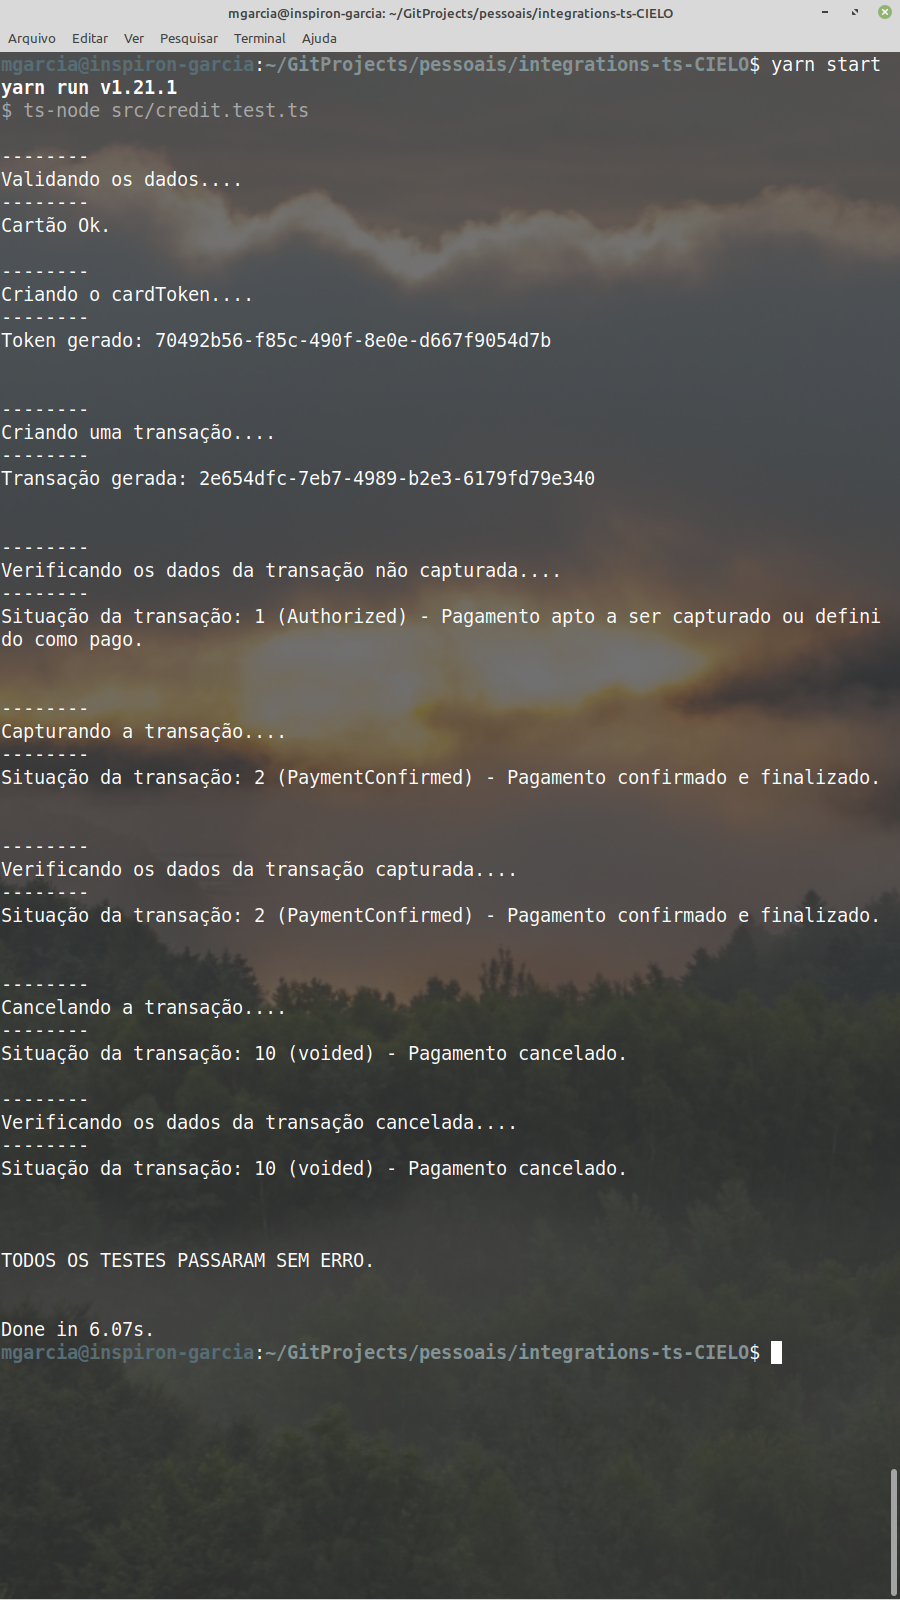 mgarcia@inspiron-garcia: ~/GitProjects/pessoais/integrations-ts-CIELO
Arquivo Editar Ver Pesquisar Terminal Ajuda
mgarcia@inspiron-garcia:~/GitProjects/pessoais/integrations-ts-CIELO$ yarn start
yarn run v1.21.1
$ ts-node src/credit.test.ts
--------
Validando os dados....
--------
Cartão Ok.
--------
Criando o cardToken....
--------
Token gerado: 70492b56-f85c-490f-8e0e-d667f9054d7b
--------
Criando uma transação....
--------
Transação gerada: 2e654dfc-7eb7-4989-b2e3-6179fd79e340
--------
Verificando os dados da transação não capturada....
--------
Situação da transação: 1 (Authorized) - Pagamento apto a ser capturado ou defini
do como pago.
--------
Capturando a transação....
--------
Situação da transação: 2 (PaymentConfirmed) - Pagamento confirmado e finalizado.
--------
Verificando os dados da transação capturada....
--------
Situação da transação: 2 (PaymentConfirmed) - Pagamento confirmado e finalizado.
--------
Cancelando a transação....
--------
Situação da transação: 10 (voided) - Pagamento cancelado.
--------
Verificando os dados da transação cancelada....
--------
Situação da transação: 10 (voided) - Pagamento cancelado.
TODOS OS TESTES PASSARAM SEM ERRO.
Done in 6.07s.
mgarcia@inspiron-garcia:~/GitProjects/pessoais/integrations-ts-CIELO$